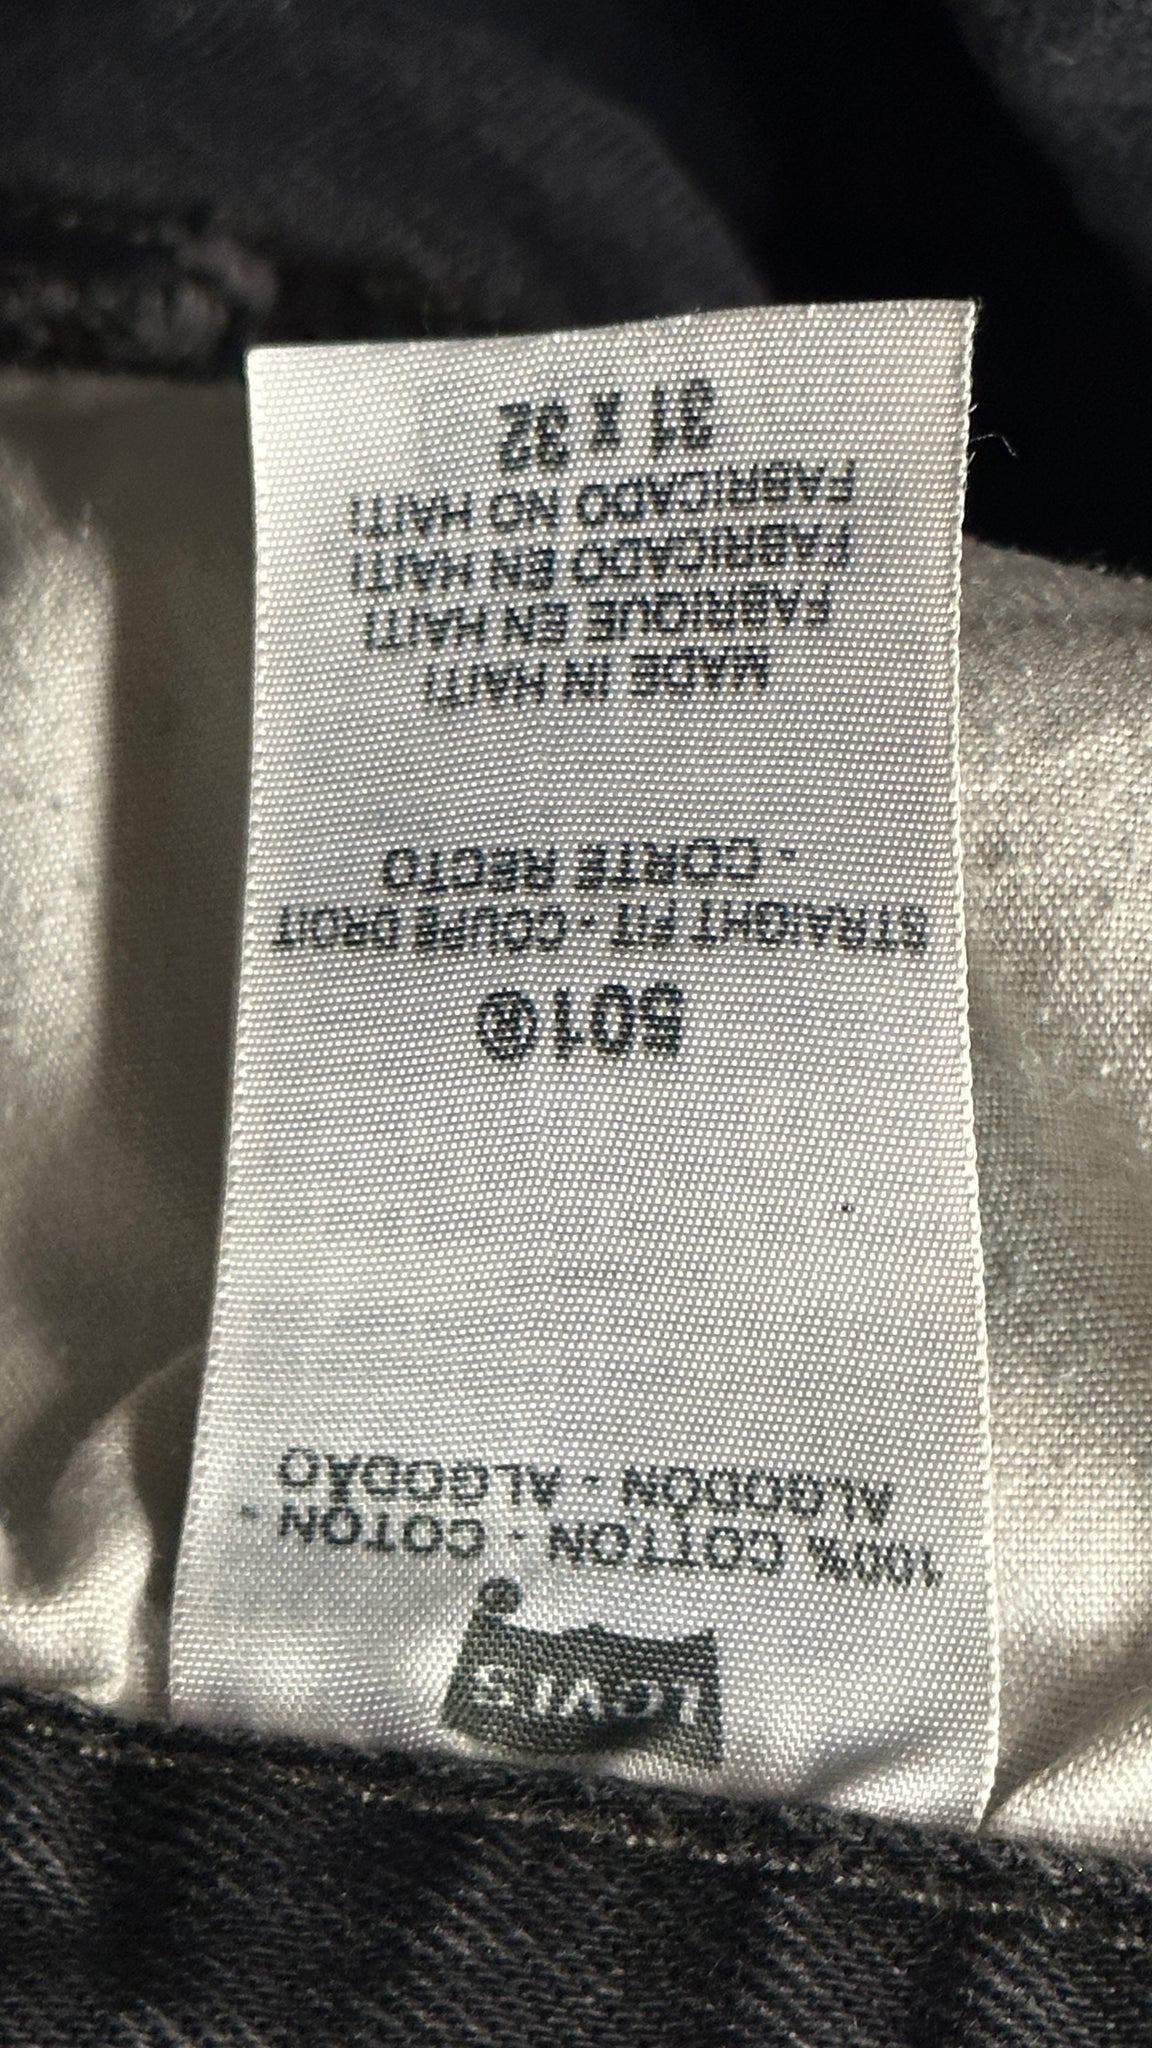 LEVI'S®
100% COTTON - COTON -
ALGODÓN - ALGODÃO
501®
STRAIGHT FIT - COUPE DROIT
- CORTE RECTO
MADE IN HAITI
FABRIQUE EN HAITI
FABRICADO EN HAITI
FABRICADO NO HAITI
31 X 32